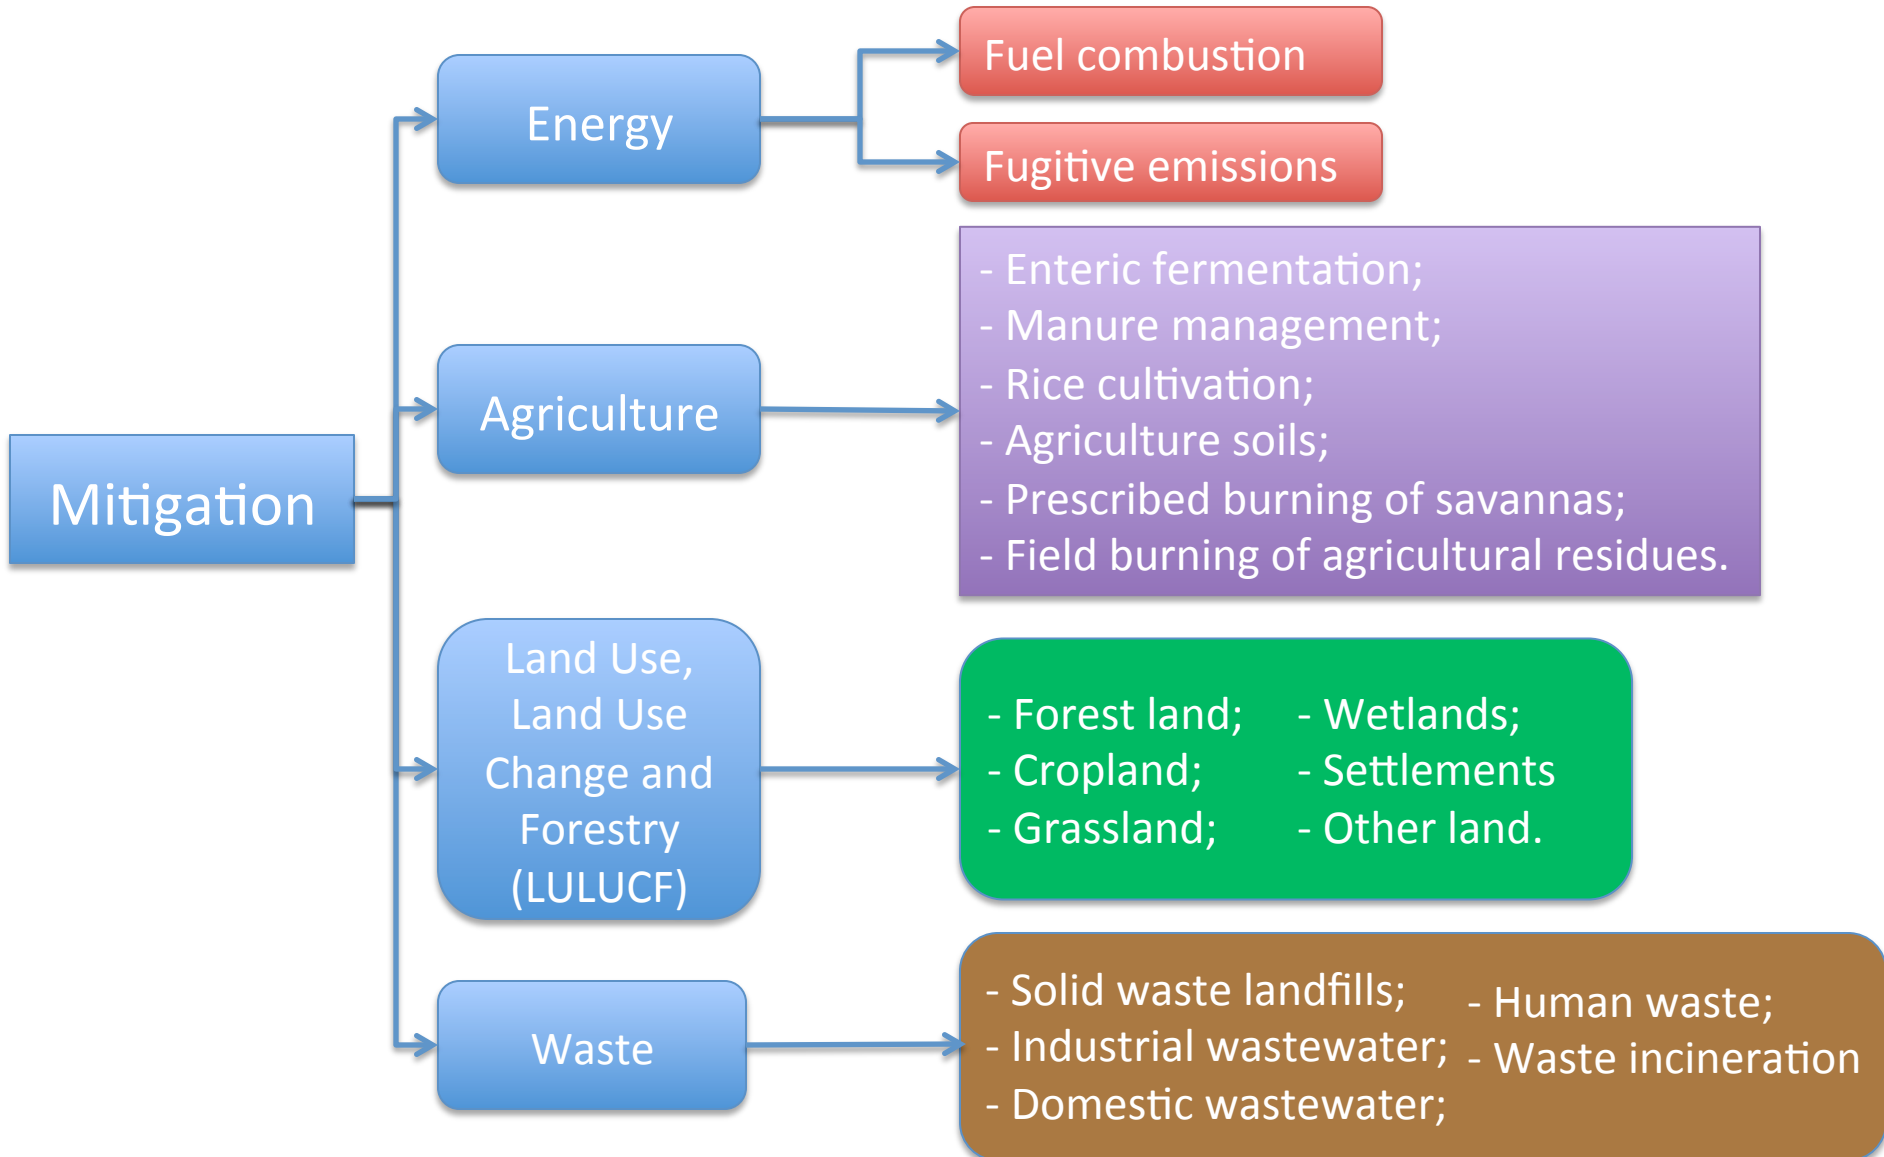 Mitigation
Energy
Fuel combustion
Fugitive emissions
Agriculture
- Enteric fermentation;
- Manure management;
- Rice cultivation;
- Agriculture soils;
- Prescribed burning of savannas;
- Field burning of agricultural residues.
Land Use,
Land Use
Change and
Forestry
(LULUCF)
- Forest land;
- Cropland;
- Grassland;
- Wetlands;
- Settlements
- Other land.
Waste
- Solid waste landfills;
- Industrial wastewater;
- Domestic wastewater;
- Human waste;
- Waste incineration